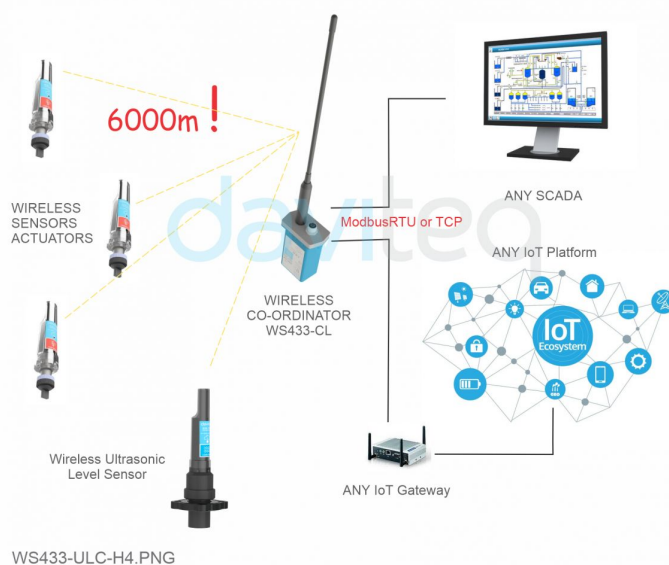 6000m !
WIRELESS
SENSORS
ACTUATORS
daviteq
WIRELESS
CO-ORDINATOR
WS433-CL
ModbusRTU or TCP
ANY SCADA
ANY IoT Platform
IoT
Ecosystem
Wireless Ultrasonic
Level Sensor
ANY IoT Gateway
WS433-ULC-H4.PNG